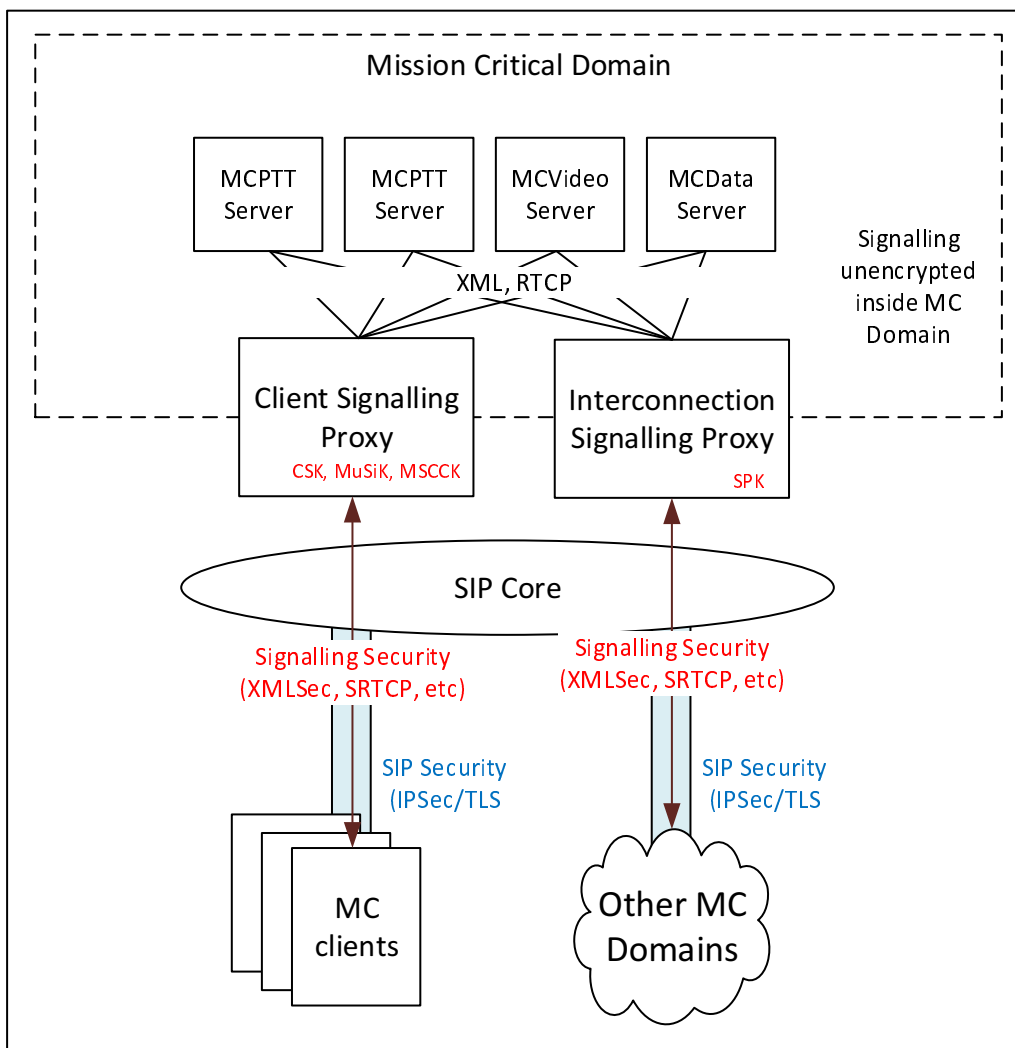 Mission Critical Domain
MCPTT
Server
MCPTT
Server
MCVideo
Server
MCData
Server
Signalling
unencrypted
inside MC
Domain
XML, RTCP
Client Signalling
Proxy
CSK, MuSiK, MSCCK
Interconnection
Signalling Proxy
SPK
SIP Core
Signalling Security
(XMLSec, SRTCP, etc)
Signalling Security
(XMLSec, SRTCP, etc)
SIP Security
(IPSec/TLS
SIP Security
(IPSec/TLS
MC
clients
Other MC
Domains